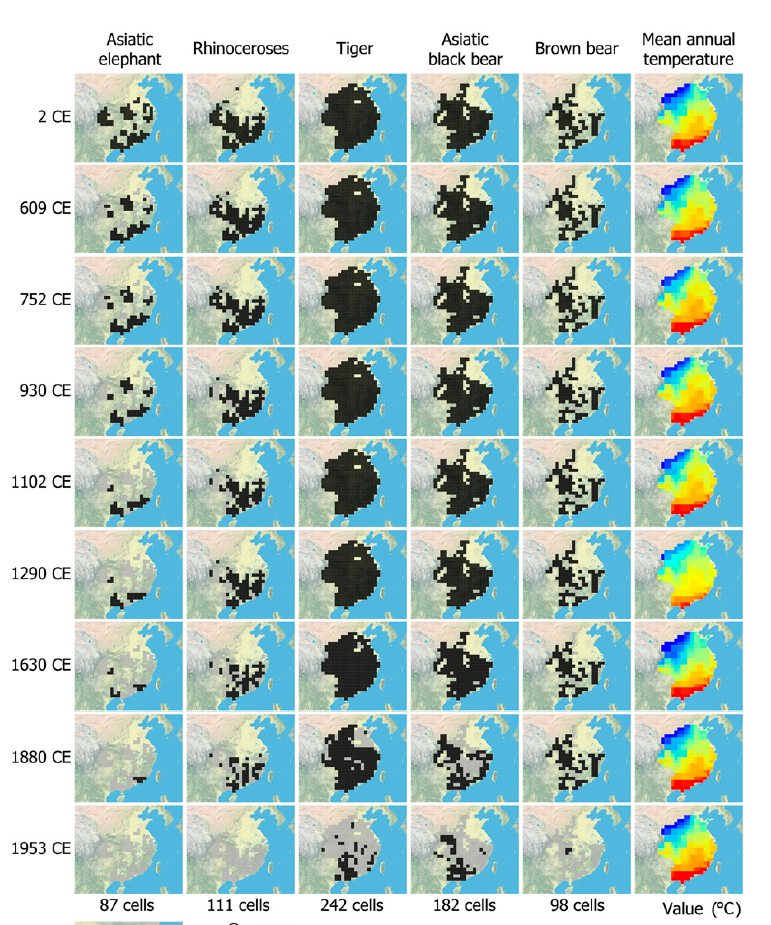 Asiatic elephant
Rhinoceroses
Tiger
Asiatic black bear
Brown bear
Mean annual temperature
2 CE
609 CE
752 CE
930 CE
1102 CE
1290 CE
1630 CE
1880 CE
1953 CE
87 cells
111 cells
242 cells
182 cells
98 cells
Value (°C)